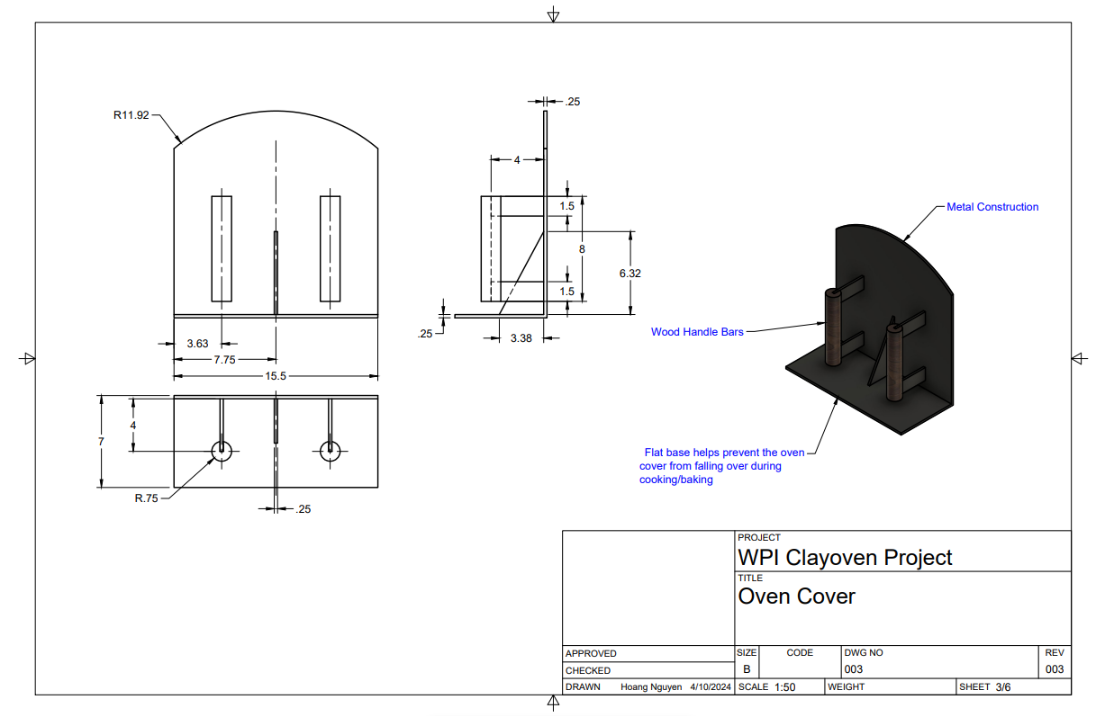 R11.92
3.63
7.75
15.5
.25
4
1.5
8
6.32
1.5
.25
3.38
7
4
R.75
.25
Metal Construction
Wood Handle Bars
Flat base helps prevent the oven
cover from falling over during
cooking/baking
PROJECT
WPI Clayoven Project
TITLE
Oven Cover
APPROVED
CHECKED
DRAWN Hoang Nguyen 4/10/2024
SIZE CODE DWG NO REV
B 003 003
SCALE 1:50 WEIGHT SHEET 3/6